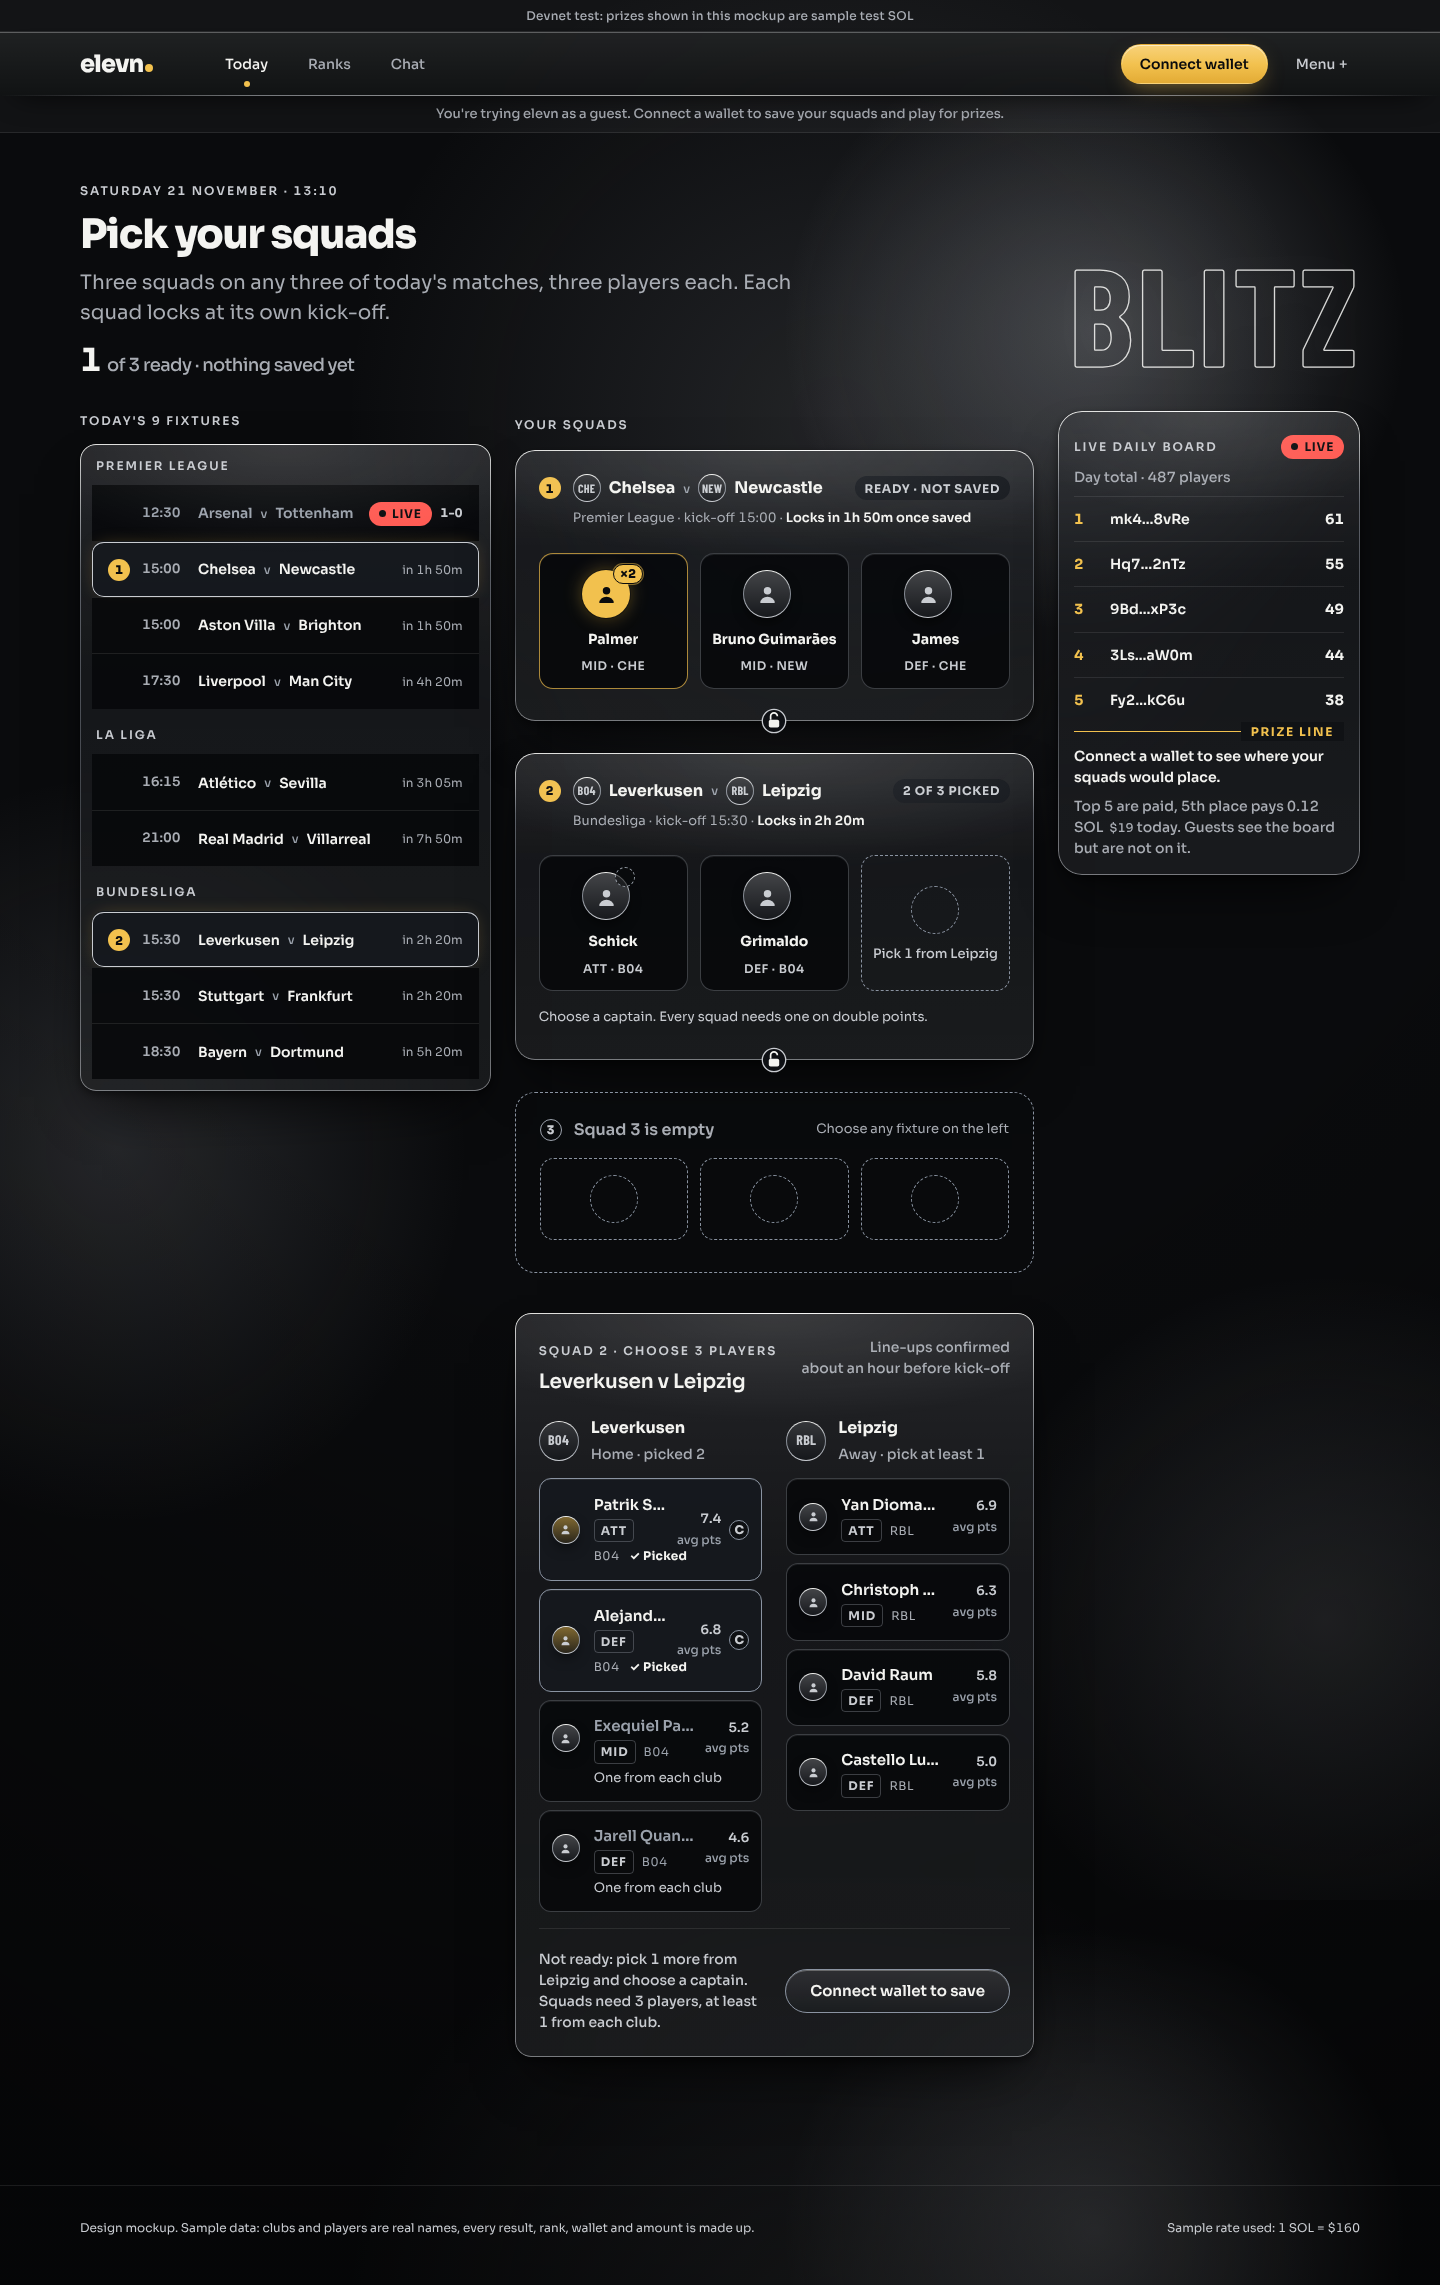 Devnet test: prizes shown in this mockup are sample test SOL
elevn.
Today
Ranks
Chat
Connect wallet
Menu +
You're trying elevn as a guest. Connect a wallet to save your squads and play for prizes.
SATURDAY 21 NOVEMBER · 13:10
Pick your squads
Three squads on any three of today's matches, three players each. Each
squad locks at its own kick-off.
1 of 3 ready · nothing saved yet
BLITZ
TODAY'S 9 FIXTURES
PREMIER LEAGUE
12:30 Arsenal v Tottenham LIVE 1-0
1 15:00 Chelsea v Newcastle in 1h 50m
15:00 Aston Villa v Brighton in 1h 50m
17:30 Liverpool v Man City in 4h 20m
LA LIGA
16:15 Atlético v Sevilla in 3h 05m
21:00 Real Madrid v Villarreal in 7h 50m
BUNDESLIGA
2 15:30 Leverkusen v Leipzig in 2h 20m
15:30 Stuttgart v Frankfurt in 2h 20m
18:30 Bayern v Dortmund in 5h 20m
YOUR SQUADS
1 CHE Chelsea v NEW Newcastle READY · NOT SAVED
Premier League · kick-off 15:00 · Locks in 1h 50m once saved
×2
Palmer
MID · CHE
Bruno Guimarães
MID · NEW
James
DEF · CHE
2 B04 Leverkusen v RBL Leipzig 2 OF 3 PICKED
Bundesliga · kick-off 15:30 · Locks in 2h 20m
Schick
ATT · B04
Grimaldo
DEF · B04
Pick 1 from Leipzig
Choose a captain. Every squad needs one on double points.
3 Squad 3 is empty Choose any fixture on the left
SQUAD 2 · CHOOSE 3 PLAYERS
Leverkusen v Leipzig
Line-ups confirmed
about an hour before kick-off
B04 Leverkusen
Home · picked 2
Patrik S...
ATT
B04 ✓ Picked
7.4
avg pts
C
Alejand...
DEF
B04 ✓ Picked
6.8
avg pts
C
Exequiel Pa...
MID B04
One from each club
5.2
avg pts
Jarell Quan...
DEF B04
One from each club
4.6
avg pts
RBL Leipzig
Away · pick at least 1
Yan Dioma...
ATT RBL
6.9
avg pts
Christoph ...
MID RBL
6.3
avg pts
David Raum
DEF RBL
5.8
avg pts
Castello Lu...
DEF RBL
5.0
avg pts
Not ready: pick 1 more from
Leipzig and choose a captain.
Squads need 3 players, at least
1 from each club.
Connect wallet to save
LIVE DAILY BOARD LIVE
Day total · 487 players
1 mk4...8vRe 61
2 Hq7...2nTz 55
3 9Bd...xP3c 49
4 3Ls...aW0m 44
5 Fy2...kC6u 38
PRIZE LINE
Connect a wallet to see where your
squads would place.
Top 5 are paid, 5th place pays 0.12
SOL $19 today. Guests see the board
but are not on it.
Design mockup. Sample data: clubs and players are real names, every result, rank, wallet and amount is made up.
Sample rate used: 1 SOL = $160